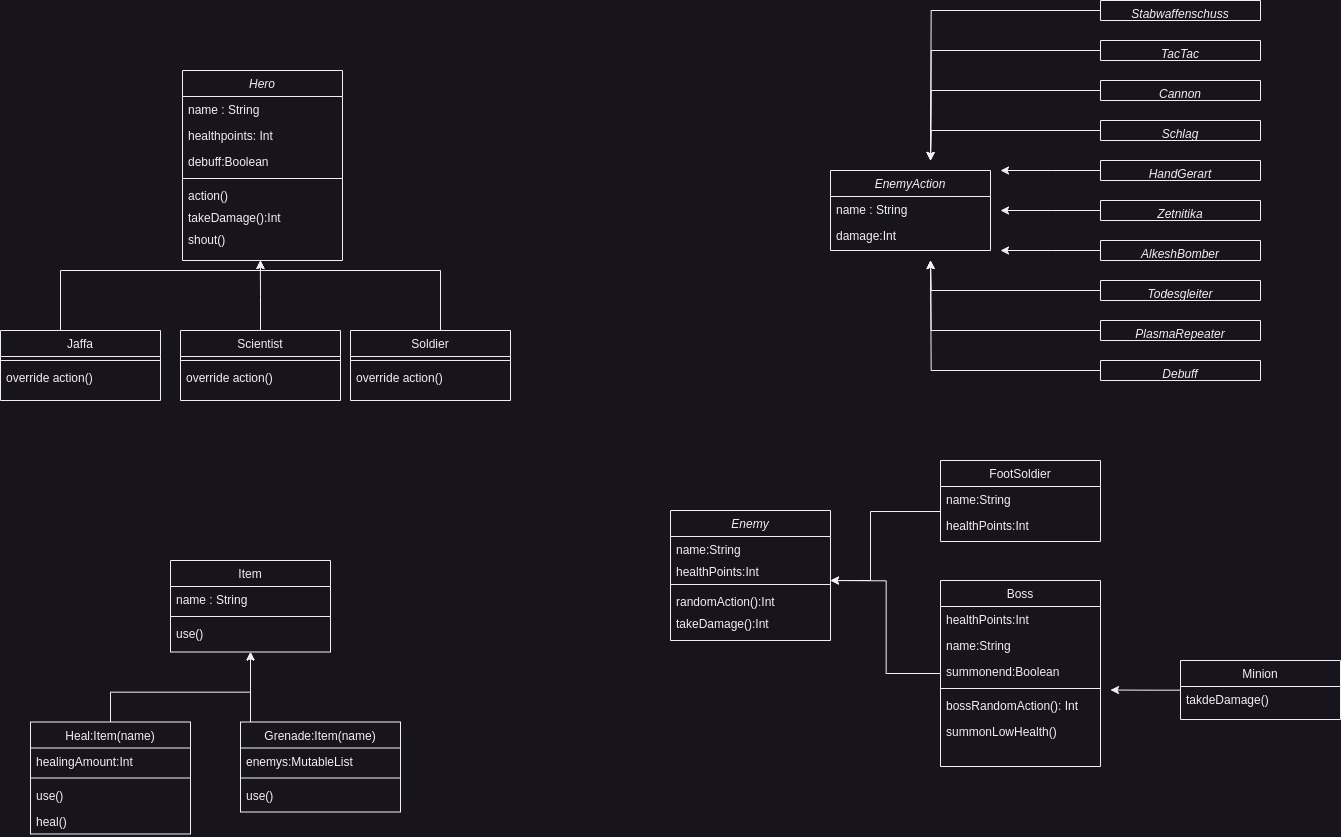 Hero
name : String
healthpoints: Int
debuff:Boolean
action()
takeDamage():Int
shout()
Jaffa
override action()
Scientist
override action()
Soldier
override action()
Stabwaffenschuss
TacTac
Cannon
Schlag
HandGerart
Zetnitika
AlkeshBomber
Todesgleiter
PlasmaRepeater
Debuff
EnemyAction
name : String
damage:Int
Item
name : String
use()
Heal:Item(name)
healingAmount:Int
use()
heal()
Grenade:Item(name)
enemys:MutableList
use()
Enemy
name:String
healthPoints:Int
randomAction():Int
takeDamage():Int
FootSoldier
name:String
healthPoints:Int
Boss
healthPoints:Int
name:String
summonend:Boolean
bossRandomAction(): Int
summonLowHealth()
Minion
takdeDamage()